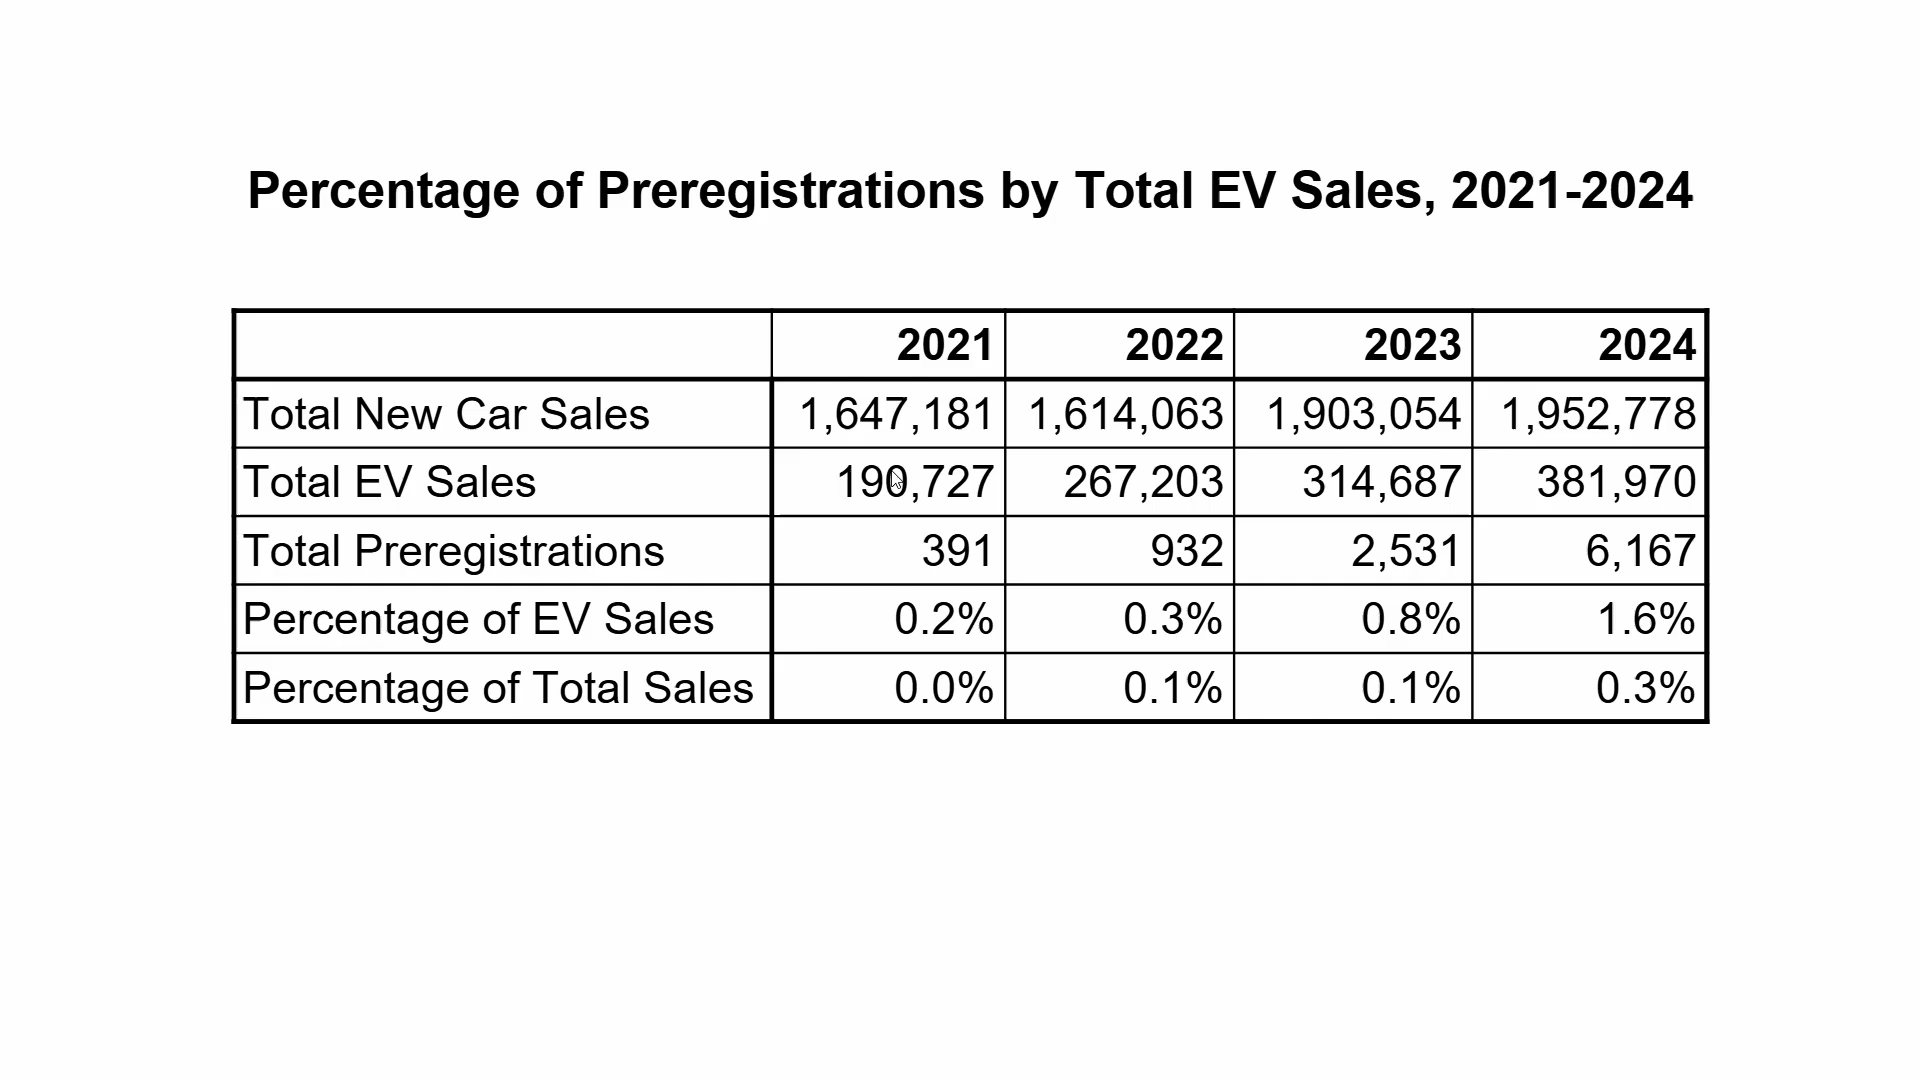 Percentage of Preregistrations by Total EV Sales, 2021-2024
2021 2022 2023 2024
Total New Car Sales 1,647,181 1,614,063 1,903,054 1,952,778
Total EV Sales 190,727 267,203 314,687 381,970
Total Preregistrations 391 932 2,531 6,167
Percentage of EV Sales 0.2% 0.3% 0.8% 1.6%
Percentage of Total Sales 0.0% 0.1% 0.1% 0.3%